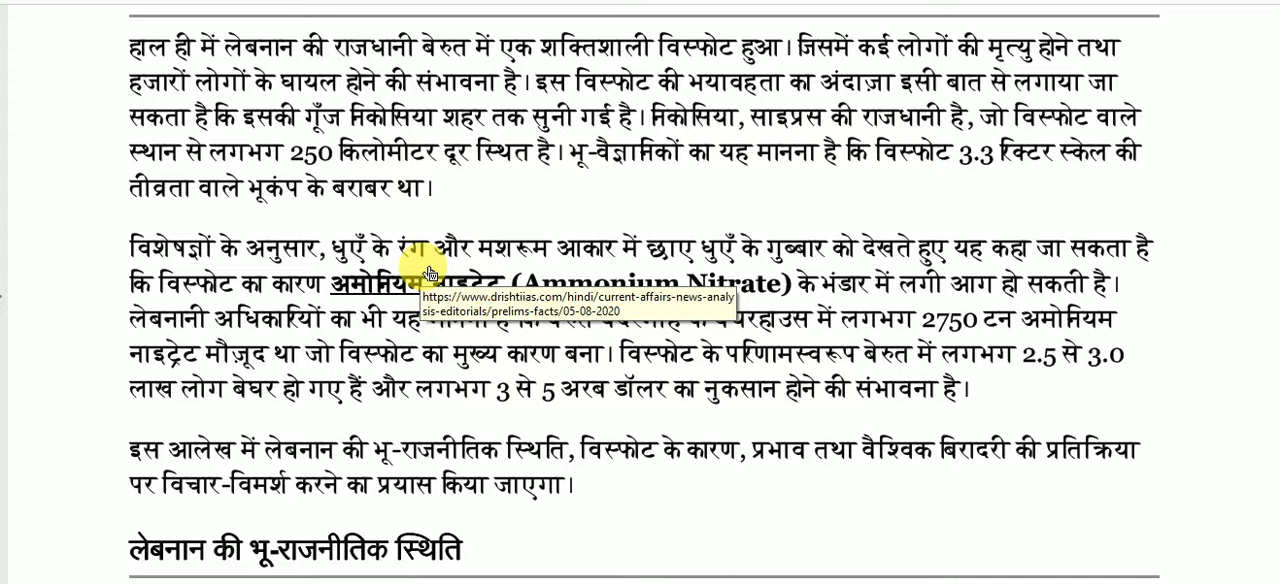 हाल ही में लेबनान की राजधानी बेरुत में एक शक्तिशाली विस्फोट हुआ। जिसमें कई लोगों की मृत्यु होने तथा
हजारों लोगों के घायल होने की संभावना है। इस विस्फोट की भयावहता का अंदाज़ा इसी बात से लगाया जा
सकता है कि इसकी गूँज निकोसिया शहर तक सुनी गई है। निकोसिया, साइप्रस की राजधानी है, जो विस्फोट वाले
स्थान से लगभग 250 किलोमीटर दूर स्थित है। भू-वैज्ञानिकों का यह मानना है कि विस्फोट 3.3 रिक्टर स्केल की
तीव्रता वाले भूकंप के बराबर था।
विशेषज्ञों के अनुसार, धुएँ के रंग और मशरूम आकार में छाए धुएँ के गुब्बार को देखते हुए यह कहा जा सकता है
कि विस्फोट का कारण अमोनियम नाइट्रेट (Ammonium Nitrate) के भंडार में लगी आग हो सकती है।
https://www.drishtiias.com/hindi/current-affairs-news-analy
sis-editorials/prelims-facts/05-08-2020
लेबनानी अधिकारियों का भी यह में लगभग 2750 टन अमोनियम
नाइट्रेट मौज़ूद था जो विस्फोट का मुख्य कारण बना। विस्फोट के परिणामस्वरूप बेरुत में लगभग 2.5 से 3.0
लाख लोग बेघर हो गए हैं और लगभग 3 से 5 अरब डॉलर का नुकसान होने की संभावना है।
इस आलेख में लेबनान की भू-राजनीतिक स्थिति, विस्फोट के कारण, प्रभाव तथा वैश्विक बिरादरी की प्रतिक्रिया
पर विचार-विमर्श करने का प्रयास किया जाएगा।
लेबनान की भू-राजनीतिक स्थिति